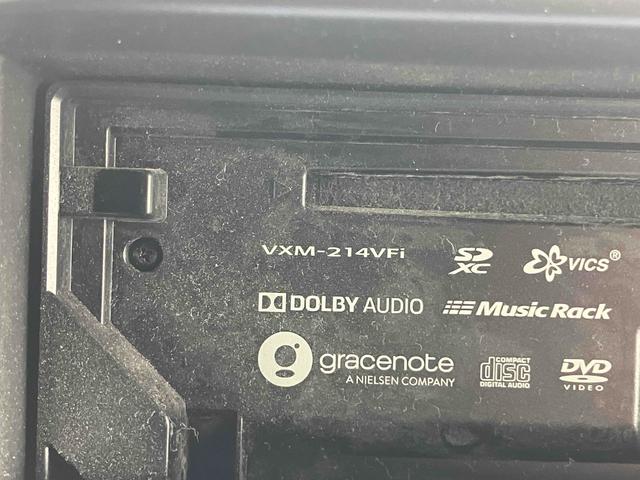 VXM-214VFi
SD XC
VICS®
DOLBY AUDIO
Music Rack
gracenote
A NIELSEN COMPANY
COMPACT
disc
DIGITAL AUDIO
DVD
VIDEO